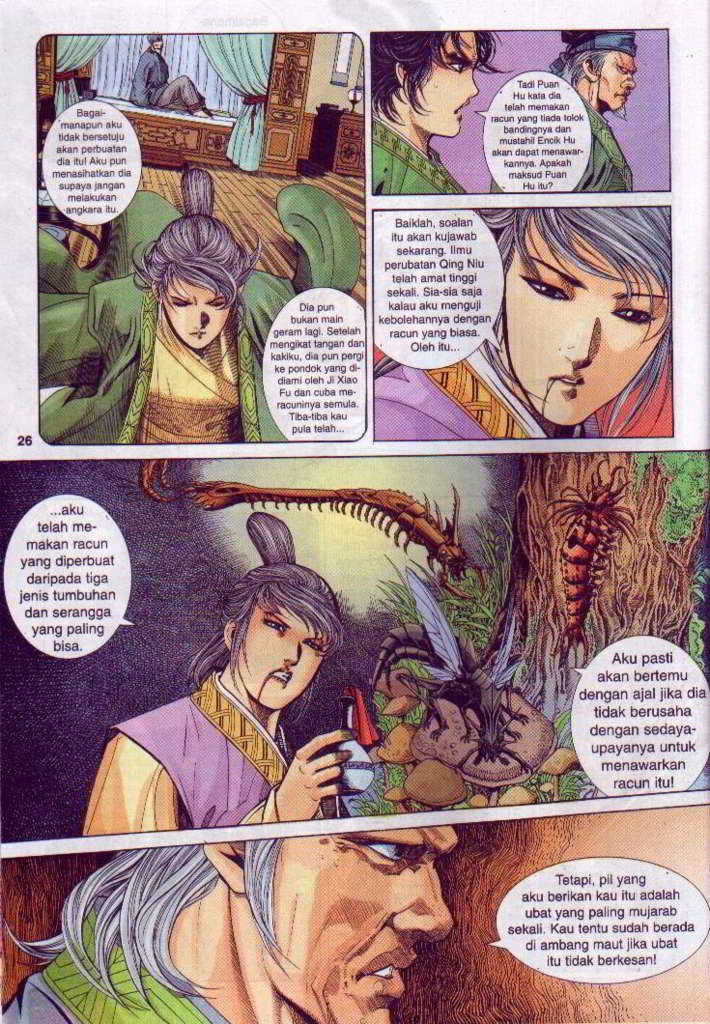 Bagai-
manapun aku
tidak bersetuju
akan perbuatan
dia itu! Aku pun
menasihatkan dia
supaya jangan
melakukan
angkara itu.
Dia pun
bukan main
geram lagi. Setelah
mengikat tangan dan
kakiku, dia pun pergi
ke pondok yang di-
diami oleh Ji Xiao
Fu dan cuba me-
racuninya semula.
Tiba-tiba kau
pula telah...
Tadi Puan
Hu kata dia
telah memakan
racun yang tiada tolok
bandingnya dan
mustahil Encik Hu
akan dapat menawar-
kannya. Apakah
maksud Puan
Hu itu?
Baiklah, soalan
itu akan kujawab
sekarang. Ilmu
perubatan Qing Niu
telah amat tinggi
sekali. Sia-sia saja
kalau aku menguji
kebolehannya dengan
racun yang biasa.
Oleh itu...
26
...aku
telah me-
makan racun
yang diperbuat
daripada tiga
jenis tumbuhan
dan serangga
yang paling
bisa.
Aku pasti
akan bertemu
dengan ajal jika dia
tidak berusaha
dengan sedaya-
upayanya untuk
menawarkan
racun itu!
Tetapi, pil yang
aku berikan kau itu adalah
ubat yang paling mujarab
sekali. Kau tentu sudah berada
di ambang maut jika ubat
itu tidak berkesan!